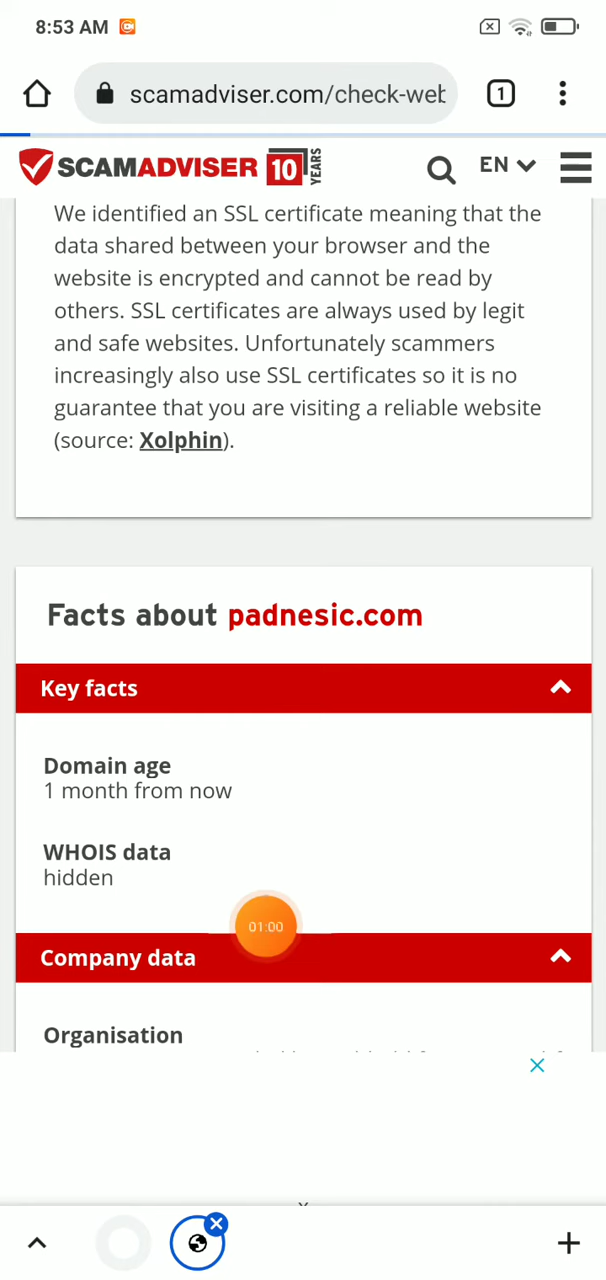 8:53 AM
scamadviser.com/check-web
1
SCAMADVISER 10 YEARS
EN
We identified an SSL certificate meaning that the
data shared between your browser and the
website is encrypted and cannot be read by
others. SSL certificates are always used by legit
and safe websites. Unfortunately scammers
increasingly also use SSL certificates so it is no
guarantee that you are visiting a reliable website
(source: Xolphin).
Facts about padnesic.com
Key facts
Domain age
1 month from now
WHOIS data
hidden
01:00
Company data
Organisation